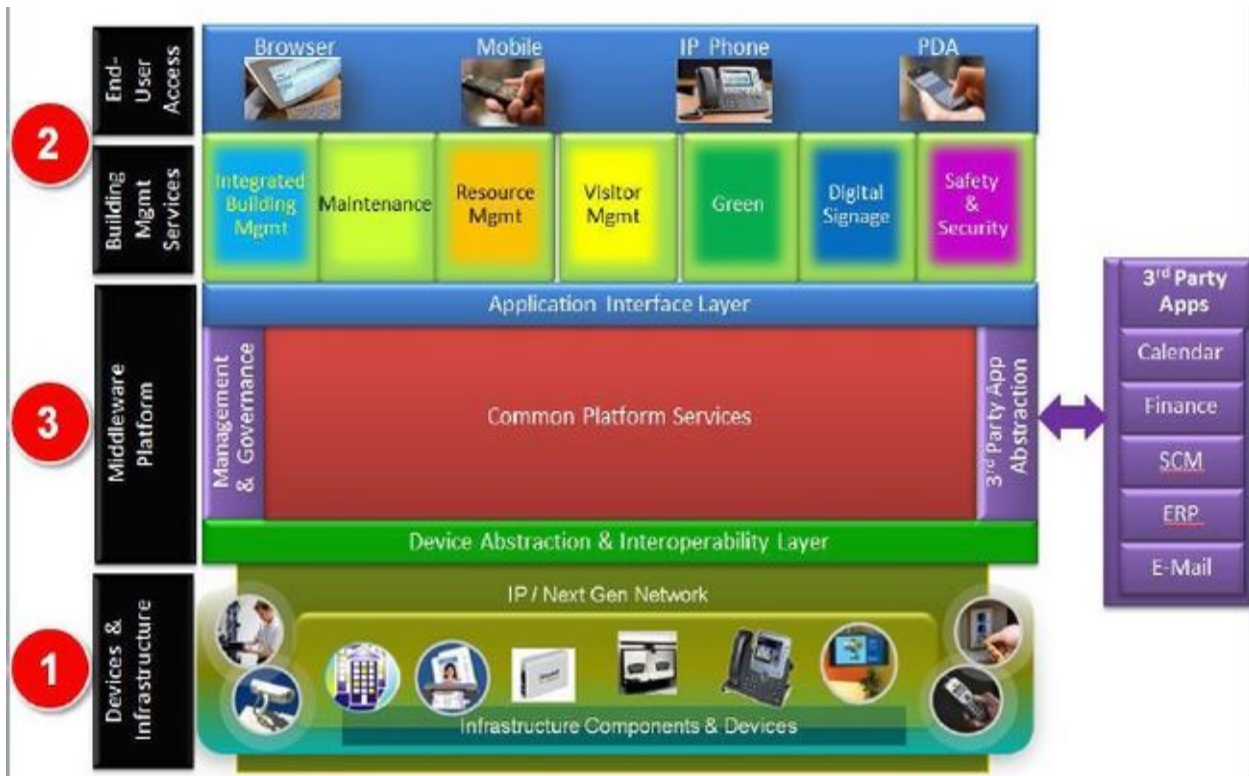 End-
User
Access
Browser
Mobile
IP Phone
PDA
2
Building
Mgmt
Services
Integrated
Building
Mgmt
Maintenance
Resource
Mgmt
Visitor
Mgmt
Green
Digital
Signage
Safety
&
Security
3
Middleware
Platform
Application Interface Layer
Management
& Governance
Common Platform Services
3rd Party App
Abstraction
Device Abstraction & Interoperability Layer
3rd Party
Apps
Calendar
Finance
SCM
ERP
E-Mail
1
Devices &
Infrastructure
IP / Next Gen Network
Infrastructure Components & Devices